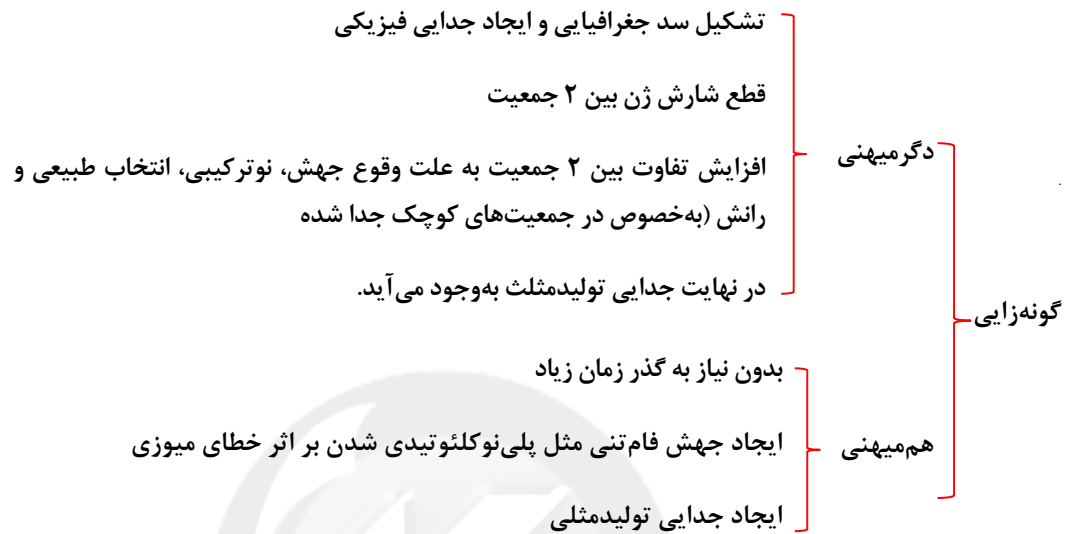 گونه‌زایی
دگرمیهنی
تشکیل سد جغرافیایی و ایجاد جدایی فیزیکی
قطع شارش ژن بین ۲ جمعیت
افزایش تفاوت بین ۲ جمعیت به علت وقوع جهش، نوترکیبی، انتخاب طبیعی و
رانش (به‌خصوص در جمعیت‌های کوچک جدا شده
در نهایت جدایی تولیدمثلث به‌وجود می‌آید.
هم‌میهنی
بدون نیاز به گذر زمان زیاد
ایجاد جهش فام‌تنی مثل پلی‌نوکلئوتیدی شدن بر اثر خطای میوزی
ایجاد جدایی تولیدمثلی